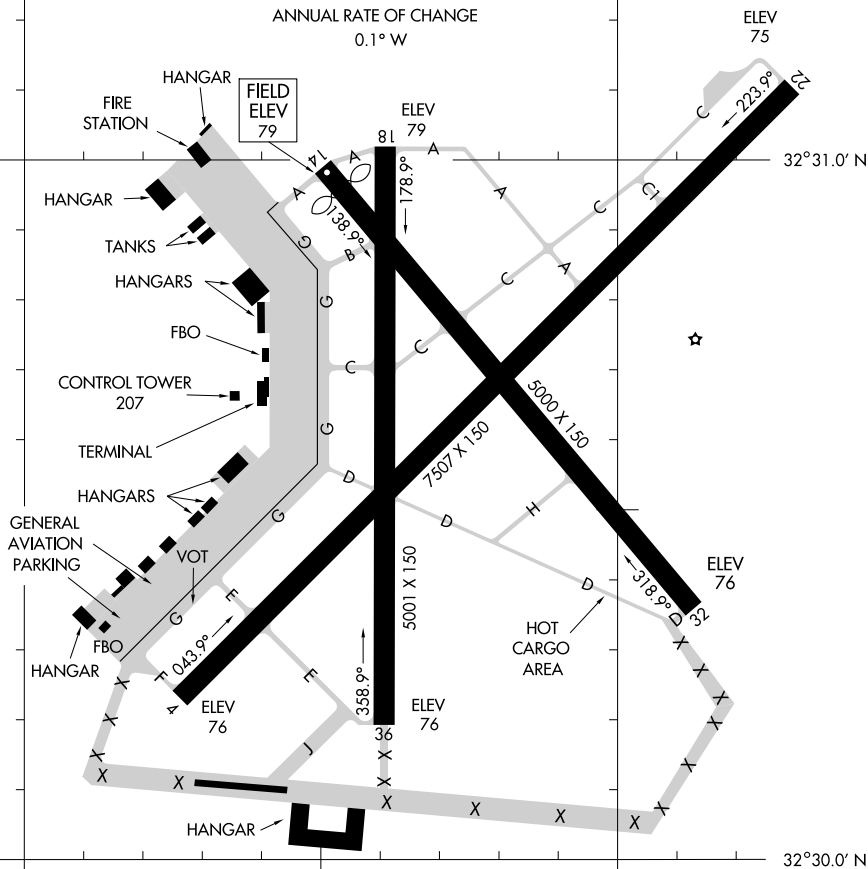 ANNUAL RATE OF CHANGE
0.1° W
ELEV
75
HANGAR
FIELD
ELEV
79
FIRE
STATION
ELEV
79
22
223.9°
C
18
14
A
A
32°31.0' N
HANGAR
A
178.9°
A
C1
C
138.9°
TANKS
G
B
HANGARS
C
A
G
FBO
C
C
CONTROL TOWER
207
5000 X 150
TERMINAL
G
7507 X 150
D
HANGARS
H
G
D
GENERAL
AVIATION
PARKING
VOT
5001 X 150
ELEV
76
318.9°
E
D
G
D
32
HOT
CARGO
AREA
FBO
043.9°
HANGAR
F
E
358.9°
X
X
X
4
ELEV
76
ELEV
76
X
X
X
36
J
X
X
X
X
X
X
X
X
X
X
X
X
HANGAR
32°30.0' N